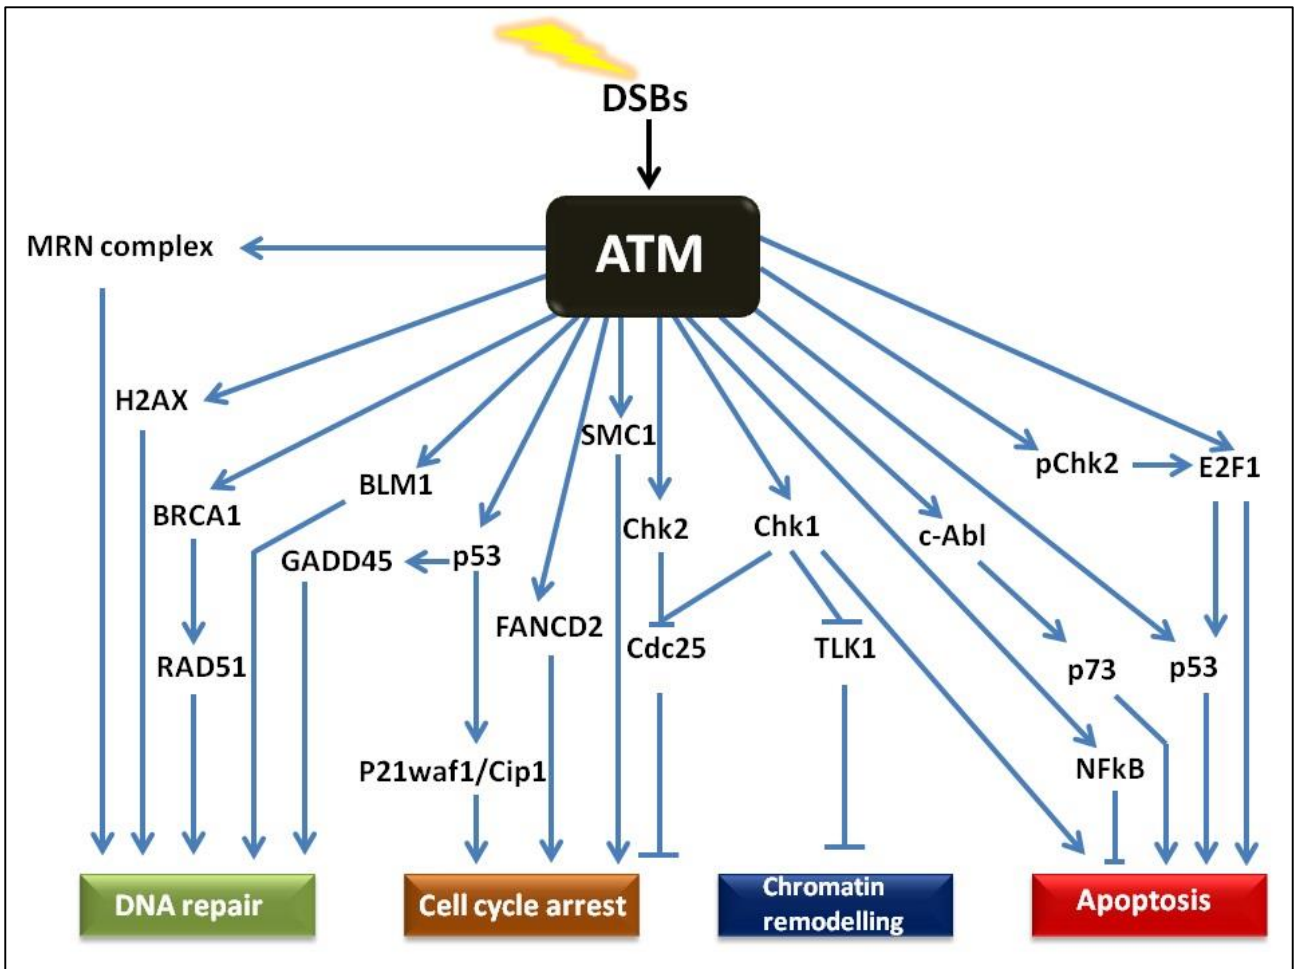 DSBs
ATM
MRN complex
H2AX
SMC1
pChk2
E2F1
BLM1
BRCA1
Chk2
Chk1
c-Abl
GADD45
p53
FANCD2
Cdc25
TLK1
RAD51
p73
p53
P21waf1/Cip1
NFkB
DNA repair
Cell cycle arrest
Chromatin
remodelling
Apoptosis